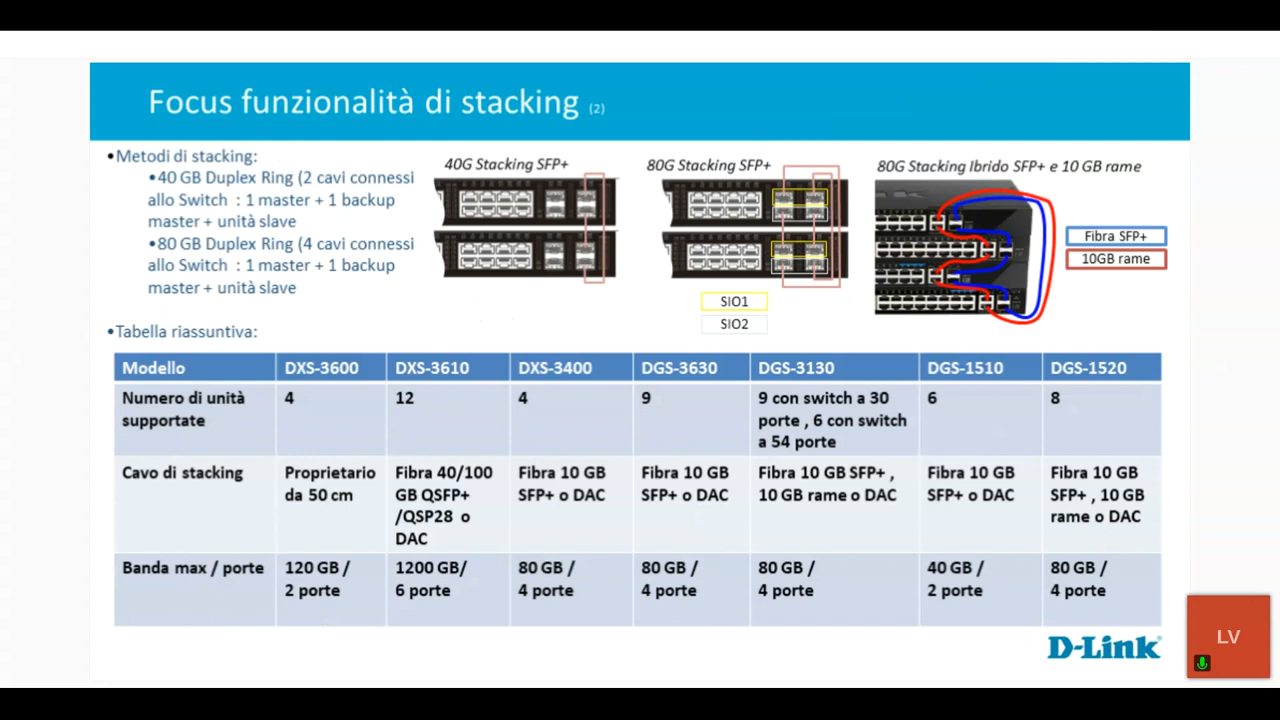 Focus funzionalità di stacking (2)
•Metodi di stacking:
•40 GB Duplex Ring (2 cavi connessi
allo Switch : 1 master + 1 backup
master + unità slave
•80 GB Duplex Ring (4 cavi connessi
allo Switch : 1 master + 1 backup
master + unità slave
40G Stacking SFP+
80G Stacking SFP+
SIO1
SIO2
80G Stacking Ibrido SFP+ e 10 GB rame
Fibra SFP+
10GB rame
•Tabella riassuntiva:
Modello DXS-3600 DXS-3610 DXS-3400 DGS-3630 DGS-3130 DGS-1510 DGS-1520
Numero di unità
supportate
4
12
4
9
9 con switch a 30
porte , 6 con switch
a 54 porte
6
8
Cavo di stacking
Proprietario
da 50 cm
Fibra 40/100
GB QSFP+
/QSP28 o
DAC
Fibra 10 GB
SFP+ o DAC
Fibra 10 GB
SFP+ o DAC
Fibra 10 GB SFP+ ,
10 GB rame o DAC
Fibra 10 GB
SFP+ o DAC
Fibra 10 GB
SFP+ , 10 GB
rame o DAC
Banda max / porte
120 GB /
2 porte
1200 GB/
6 porte
80 GB /
4 porte
80 GB /
4 porte
80 GB /
4 porte
40 GB /
2 porte
80 GB /
4 porte
D-Link
LV